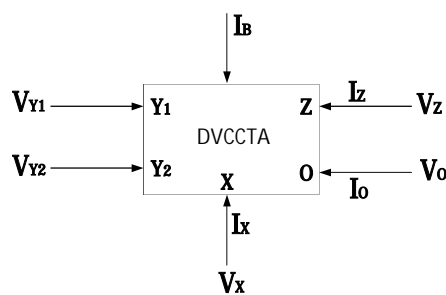 IB
VY1 Y1 Z IZ VZ
DVCCTA
VY2 Y2 X O VO
IO
IX
VX